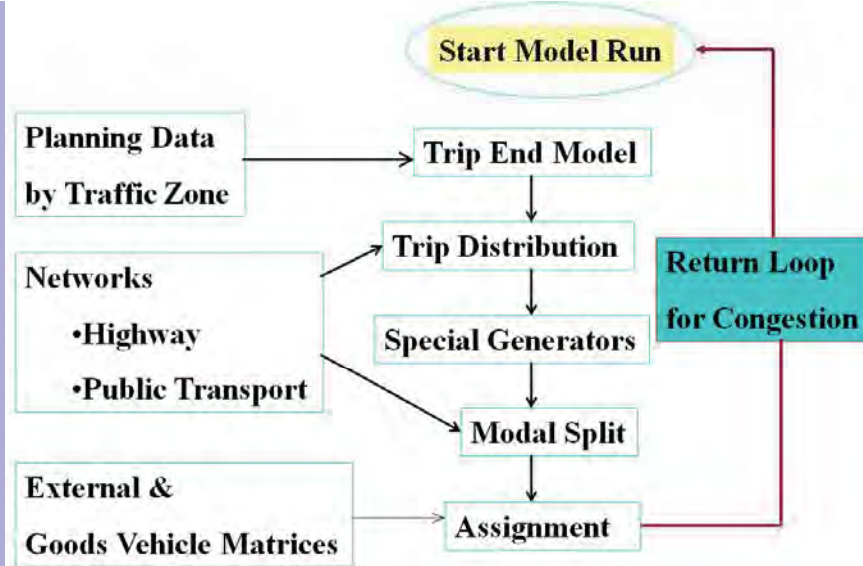 Start Model Run
Planning Data
by Traffic Zone
Trip End Model
Trip Distribution
Networks
•Highway
•Public Transport
Return Loop
for Congestion
Special Generators
Modal Split
External &
Goods Vehicle Matrices
Assignment